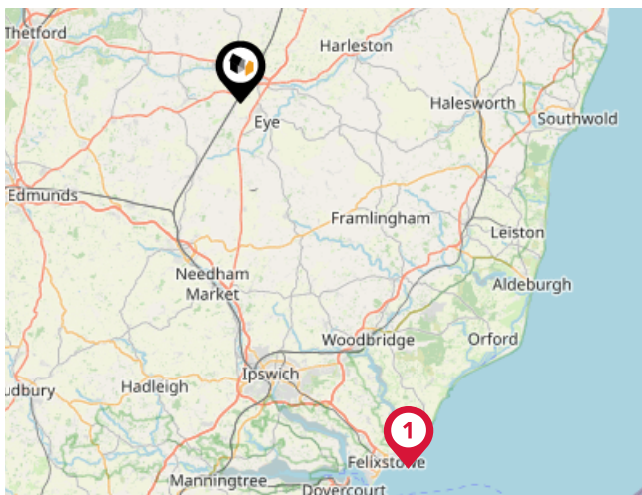 Thetford
Harleston
Halesworth
Southwold
Eye
Edmunds
Framlingham
Leiston
Needham
Market
Aldeburgh
Woodbridge
Orford
Ipswich
Hadleigh
udbury
1
Felixstowe
Manningtree
Dovercourt